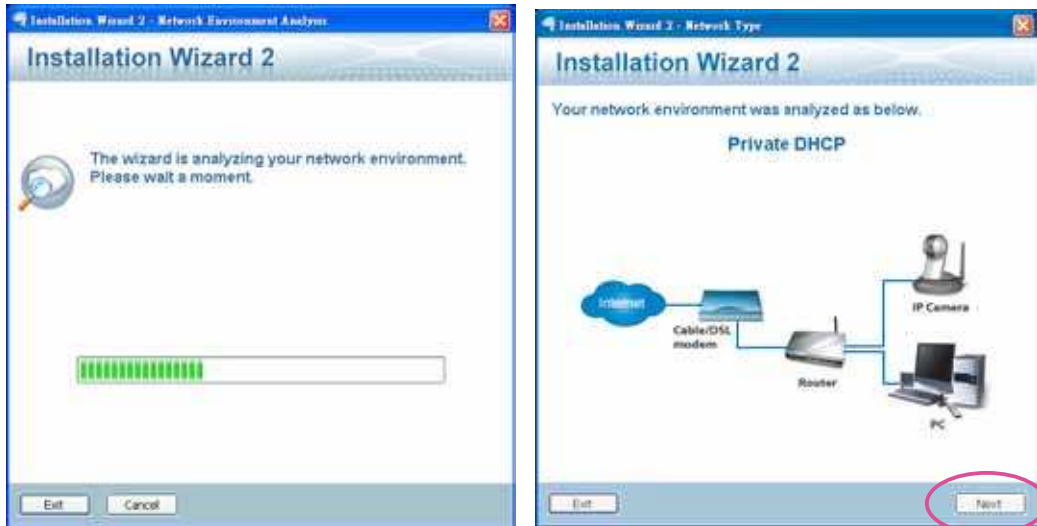 Installation Wizard 2 - Network Environment Analysis
Installation Wizard 2
The wizard is analyzing your network environment.
Please wait a moment.
Exit
Cancel
Installation Wizard 2 - Network Type
Installation Wizard 2
Your network environment was analyzed as below.
Private DHCP
Internet
Cable/DSL
modem
Router
IP Camera
PC
Exit
Next